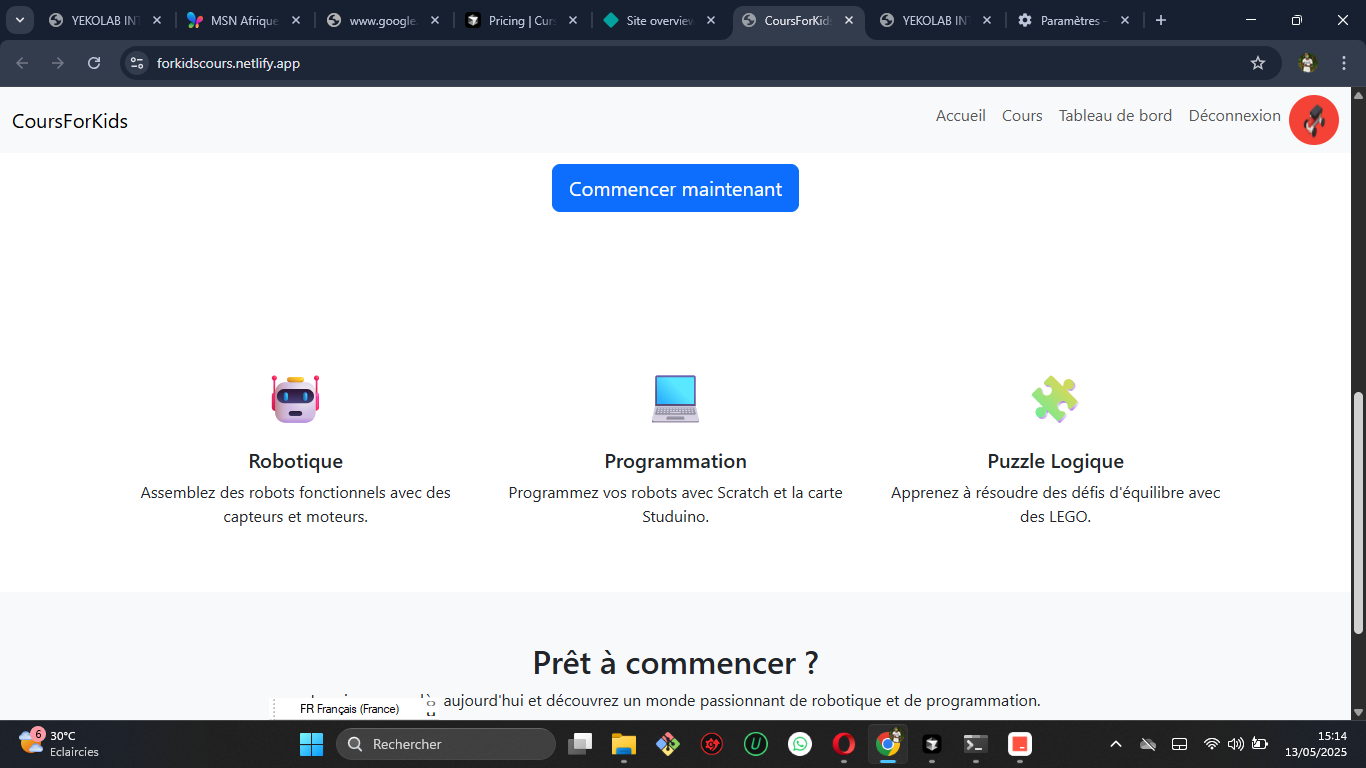 YEKOLAB IN
MSN Afrique
www.google.
Pricing | Curs
Site overview
CoursForKids
YEKOLAB IN
Paramètres -
forkidscours.netlify.app
CoursForKids
Accueil Cours Tableau de bord Déconnexion
Commencer maintenant
Robotique
Assemblez des robots fonctionnels avec des
capteurs et moteurs.
Programmation
Programmez vos robots avec Scratch et la carte
Studuino.
Puzzle Logique
Apprenez à résoudre des défis d'équilibre avec
des LEGO.
Prêt à commencer ?
aujourd'hui et découvrez un monde passionnant de robotique et de programmation.
FR Français (France)
6
30°C
Eclaircies
Rechercher
15:14
13/05/2025